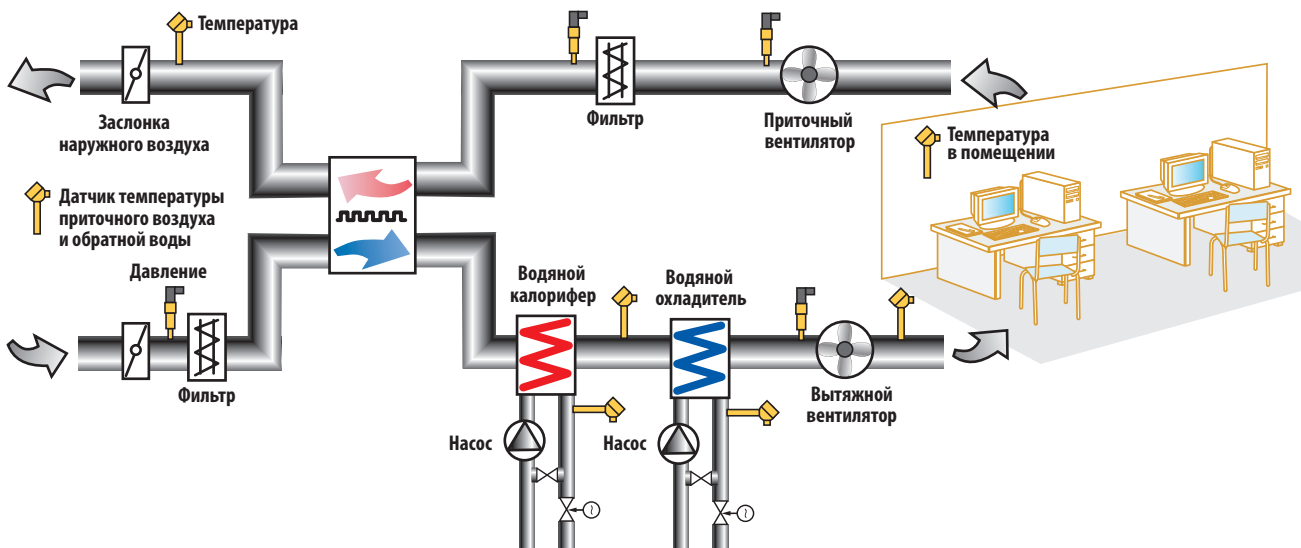 Температура
Заслонка
наружного воздуха
Фильтр
Приточный
вентилятор
Температура
в помещении
Датчик температуры
приточного воздуха
и обратной воды
Давление
Фильтр
Водяной
калорифер
Водяной
охладитель
Вытяжной
вентилятор
Насос
Насос